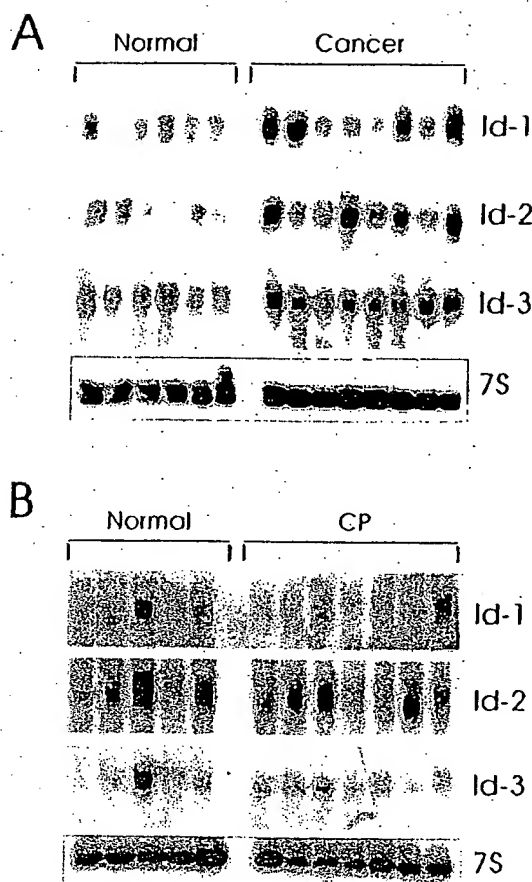 A
Normal Cancer
Id-1
Id-2
Id-3
7S
B
Normal CP
Id-1
Id-2
Id-3
7S